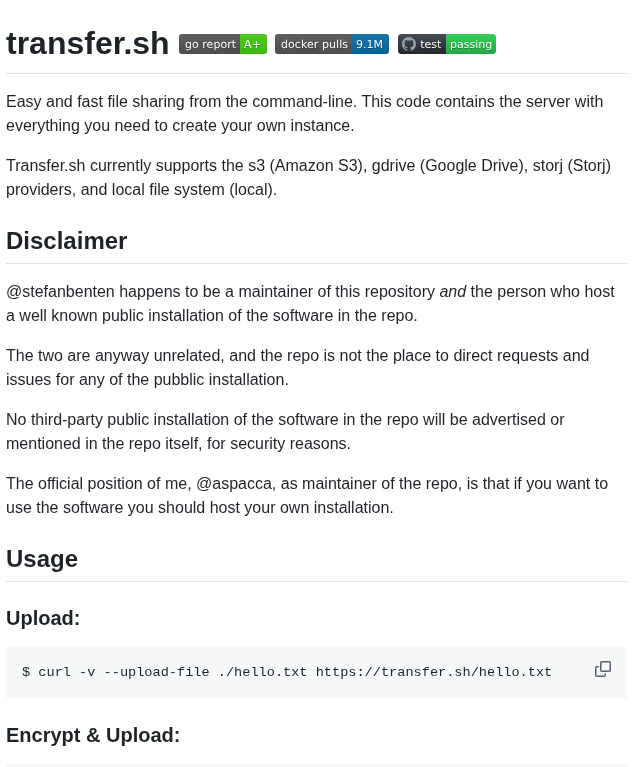 transfer.sh go report A+ docker pulls 9.1M test passing
Easy and fast file sharing from the command-line. This code contains the server with
everything you need to create your own instance.
Transfer.sh currently supports the s3 (Amazon S3), gdrive (Google Drive), storj (Storj)
providers, and local file system (local).
Disclaimer
@stefanbenten happens to be a maintainer of this repository and the person who host
a well known public installation of the software in the repo.
The two are anyway unrelated, and the repo is not the place to direct requests and
issues for any of the pubblic installation.
No third-party public installation of the software in the repo will be advertised or
mentioned in the repo itself, for security reasons.
The official position of me, @aspacca, as maintainer of the repo, is that if you want to
use the software you should host your own installation.
Usage
Upload:
$ curl -v --upload-file ./hello.txt https://transfer.sh/hello.txt
Encrypt & Upload: